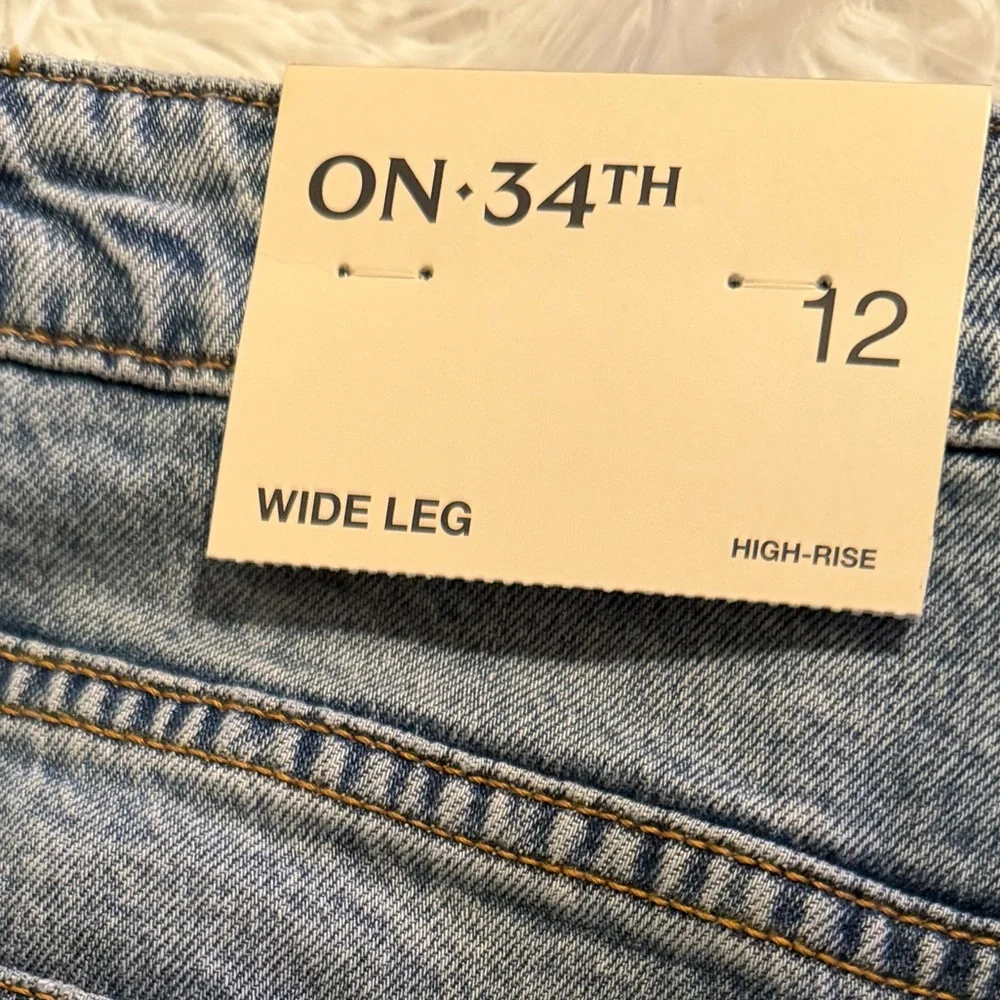 ON·34TH
12
WIDE LEG
HIGH-RISE